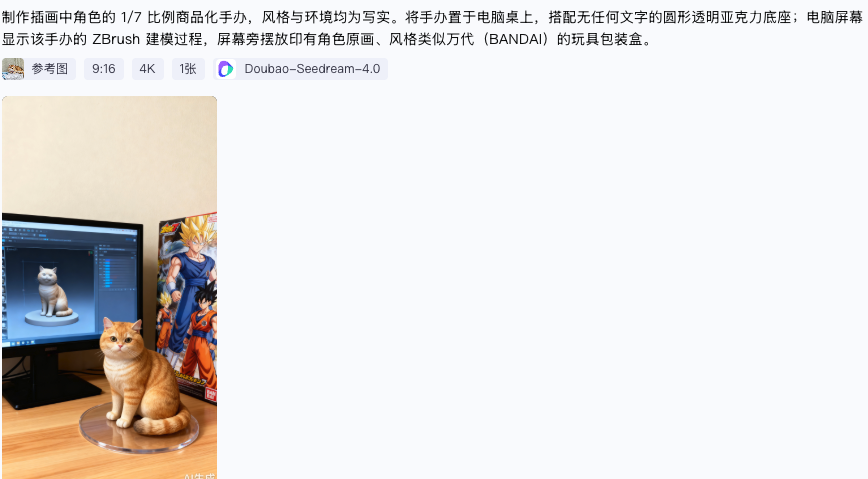 制作插画中角色的 1/7 比例商品化手办，风格与环境均为写实。将手办置于电脑桌上，搭配无任何文字的圆形透明亚克力底座；电脑屏幕
显示该手办的 ZBrush 建模过程，屏幕旁摆放印有角色原画、风格类似万代（BANDAI）的玩具包装盒。
参考图 9:16 4K 1张 Doubao-Seedream-4.0